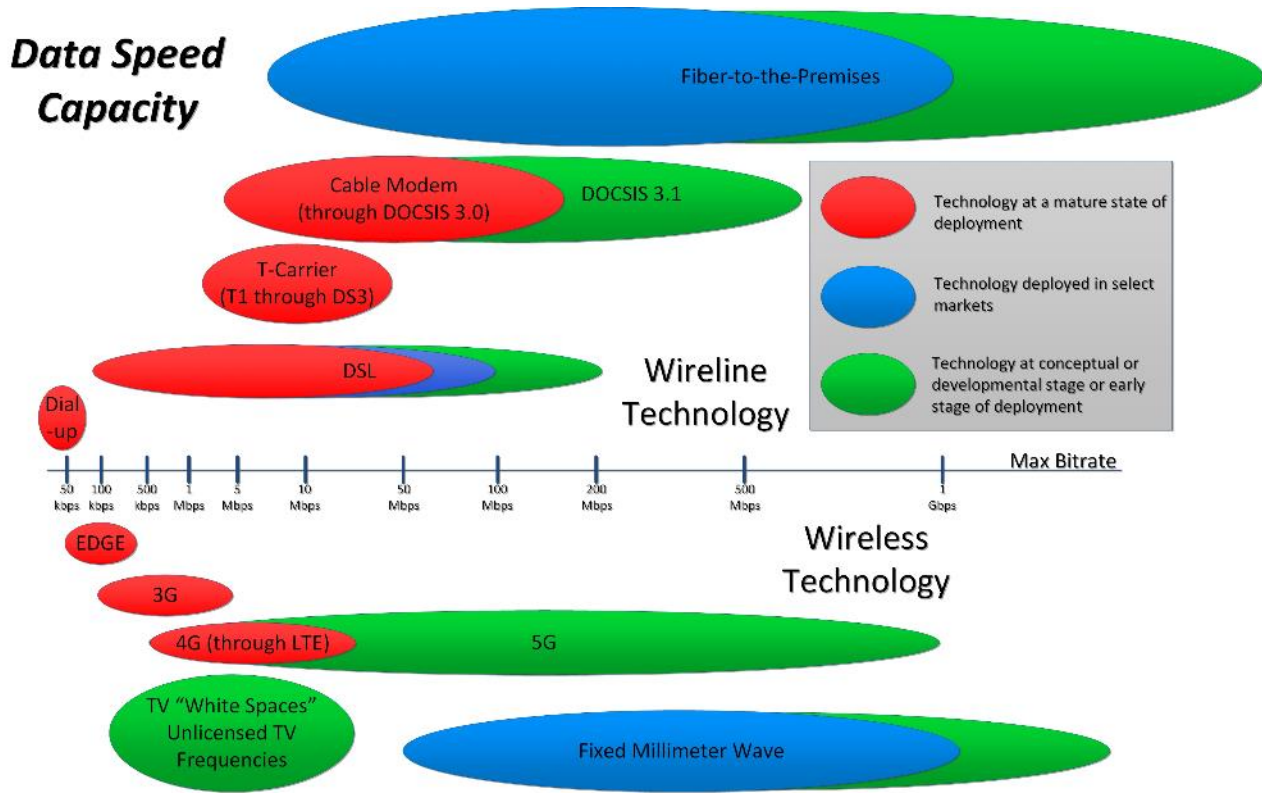 Data Speed
Capacity
Fiber-to-the-Premises
Cable Modem
(through DOCSIS 3.0)
DOCSIS 3.1
T-Carrier
(T1 through DS3)
DSL
Dial
-up
Wireline
Technology
Technology at a mature state of
deployment
Technology deployed in select
markets
Technology at conceptual or
developmental stage or early
stage of deployment
Max Bitrate
50
kbps
100
kbps
500
kbps
1
Mbps
5
Mbps
10
Mbps
50
Mbps
100
Mbps
200
Mbps
500
Mbps
1
Gbps
Wireless
Technology
EDGE
3G
4G (through LTE)
5G
TV “White Spaces”
Unlicensed TV
Frequencies
Fixed Millimeter Wave